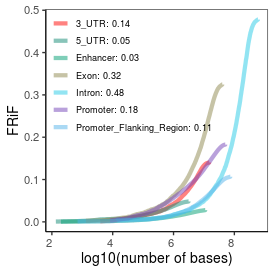 0.5
0.4
0.3
0.2
0.1
0.0
FRiF
3_UTR: 0.14
5_UTR: 0.05
Enhancer: 0.03
Exon: 0.32
Intron: 0.48
Promoter: 0.18
Promoter_Flanking_Region: 0.11
2 4 6 8
log10(number of bases)